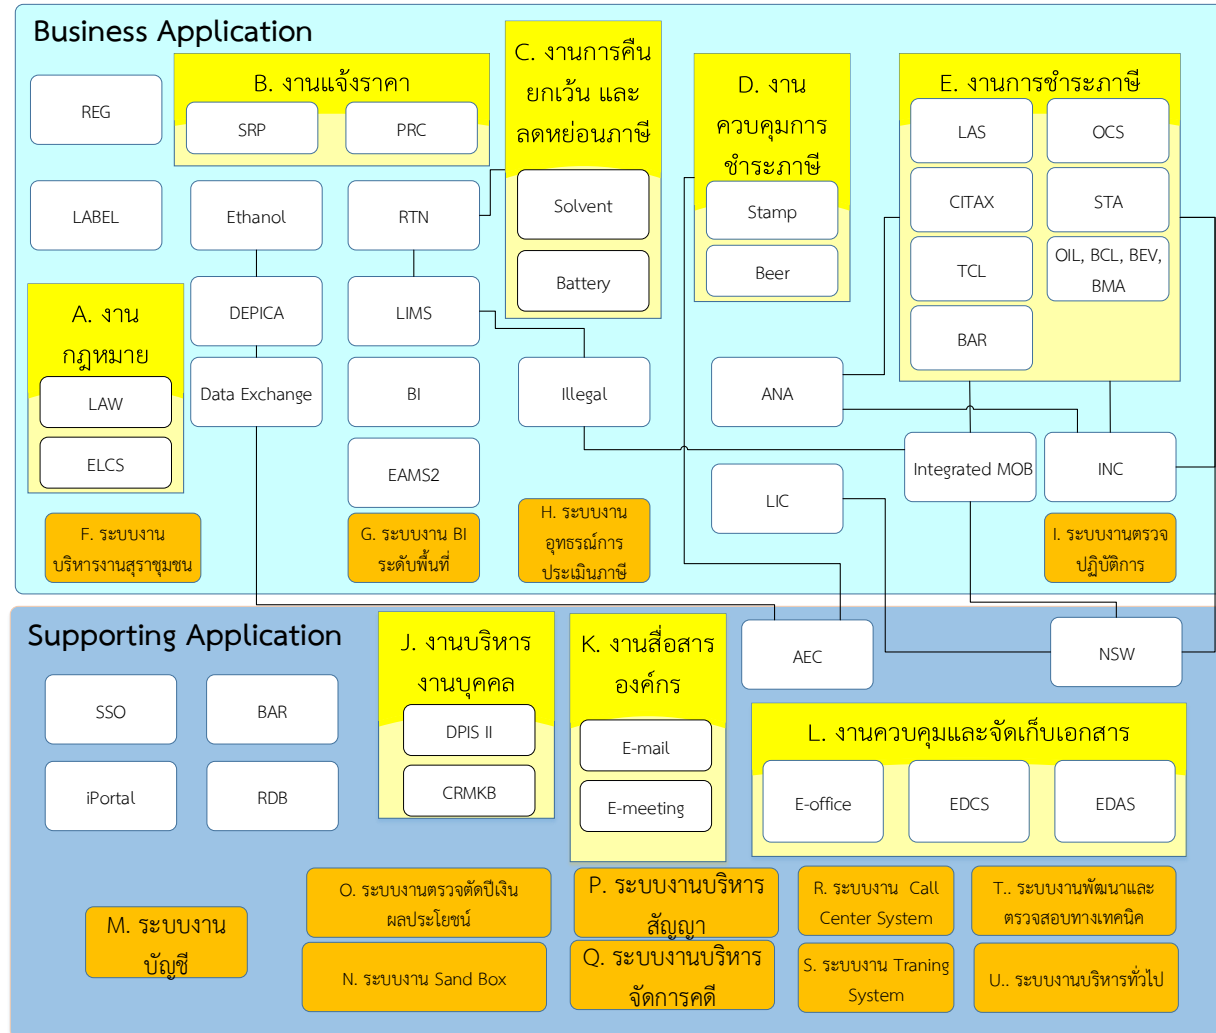 Business Application
REG
B. งานแจ้งราคา
SRP
PRC
C. งานการคืน
ยกเว้น และ
ลดหย่อนภาษี
Solvent
Battery
D. งาน
ควบคุมการ
ชำระภาษี
Stamp
Beer
E. งานการชำระภาษี
LAS
OCS
CITAX
STA
TCL
OIL, BCL, BEV,
BMA
BAR
LABEL
Ethanol
RTN
DEPICA
LIMS
A. งาน
กฎหมาย
LAW
ELCS
Data Exchange
BI
Illegal
ANA
EAMS2
LIC
Integrated MOB
INC
F. ระบบงาน
บริหารงานสุราชุมชน
G. ระบบงาน BI
ระดับพื้นที่
H. ระบบงาน
อุทธรณ์การ
ประเมินภาษี
I. ระบบงานตรวจ
ปฏิบัติการ
Supporting Application
SSO
BAR
iPortal
RDB
J. งานบริหาร
งานบุคคล
DPIS II
CRMKB
K. งานสื่อสาร
องค์กร
E-mail
E-meeting
AEC
NSW
L. งานควบคุมและจัดเก็บเอกสาร
E-office
EDCS
EDAS
M. ระบบงาน
บัญชี
O. ระบบงานตรวจตัดปีเงิน
ผลประโยชน์
N. ระบบงาน Sand Box
P. ระบบงานบริหาร
สัญญา
Q. ระบบงานบริหาร
จัดการคดี
R. ระบบงาน Call
Center System
S. ระบบงาน Traning
System
T.. ระบบงานพัฒนาและ
ตรวจสอบทางเทคนิค
U.. ระบบงานบริหารทั่วไป